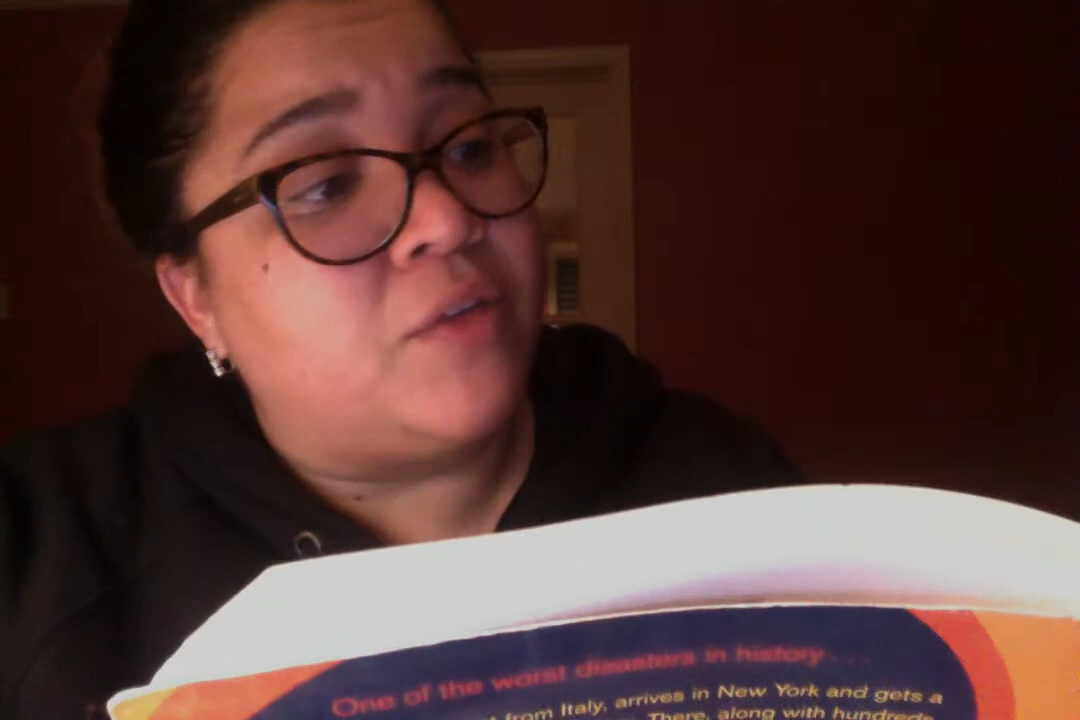 One of the worst disasters in history . . .
from Italy, arrives in New York and gets a
There, along with hundreds